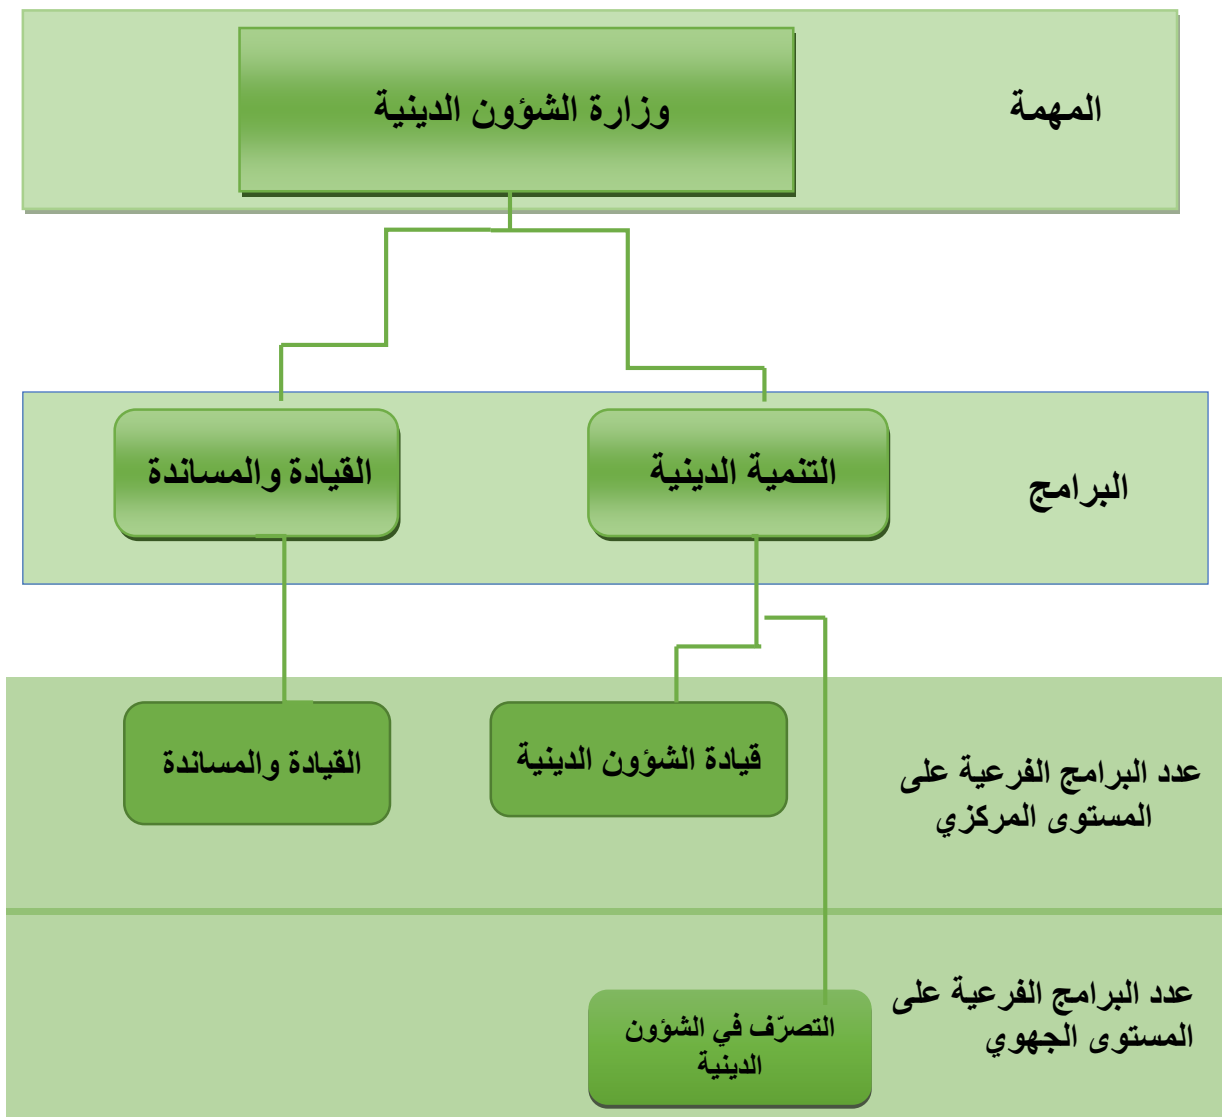 المهمة
وزارة الشؤون الدينية
البرامج
التنمية الدينية
القيادة والمساندة
عدد البرامج الفرعية على
المستوى المركزي
قيادة الشؤون الدينية
القيادة والمساندة
عدد البرامج الفرعية على
المستوى الجهوي
التصرّف في الشؤون
الدينية